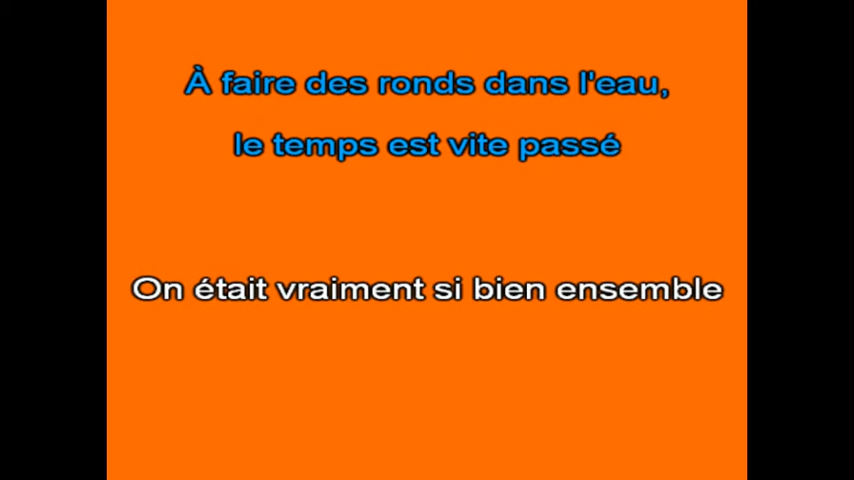 À faire des ronds dans l'eau,
le temps est vite passé
On était vraiment si bien ensemble